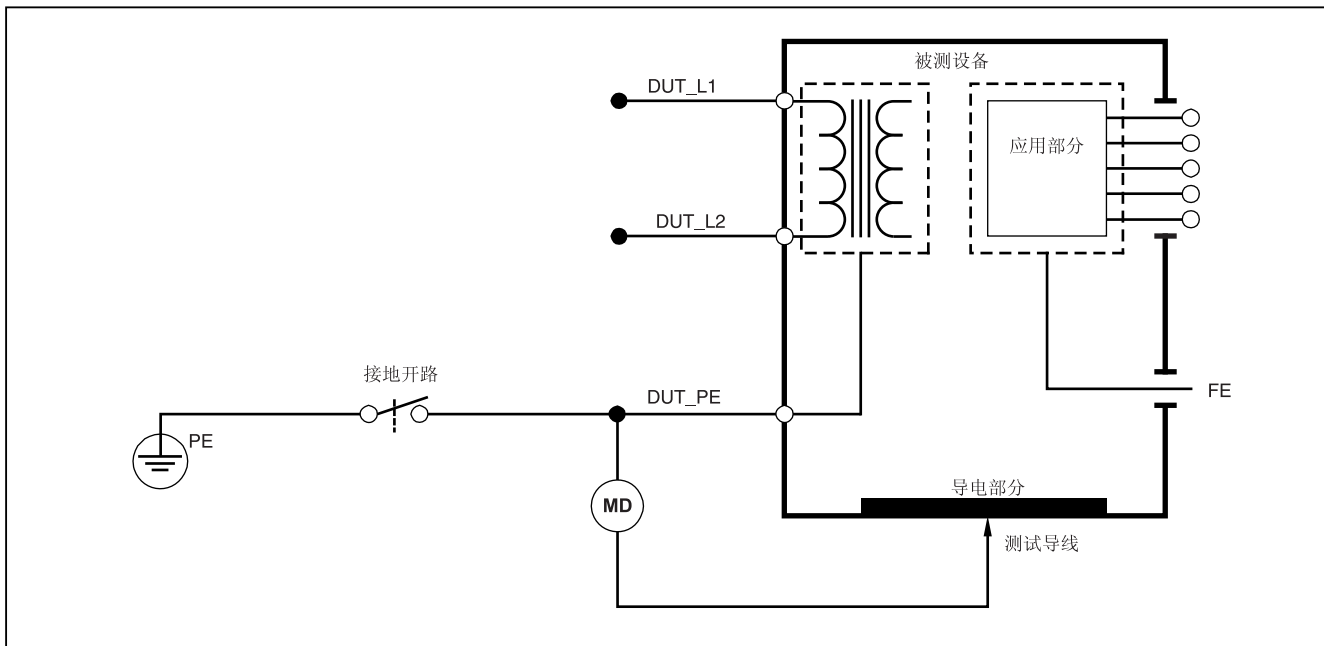 被测设备
DUT_L1
应用部分
DUT_L2
接地开路
DUT_PE
FE
PE
导电部分
MD
测试导线